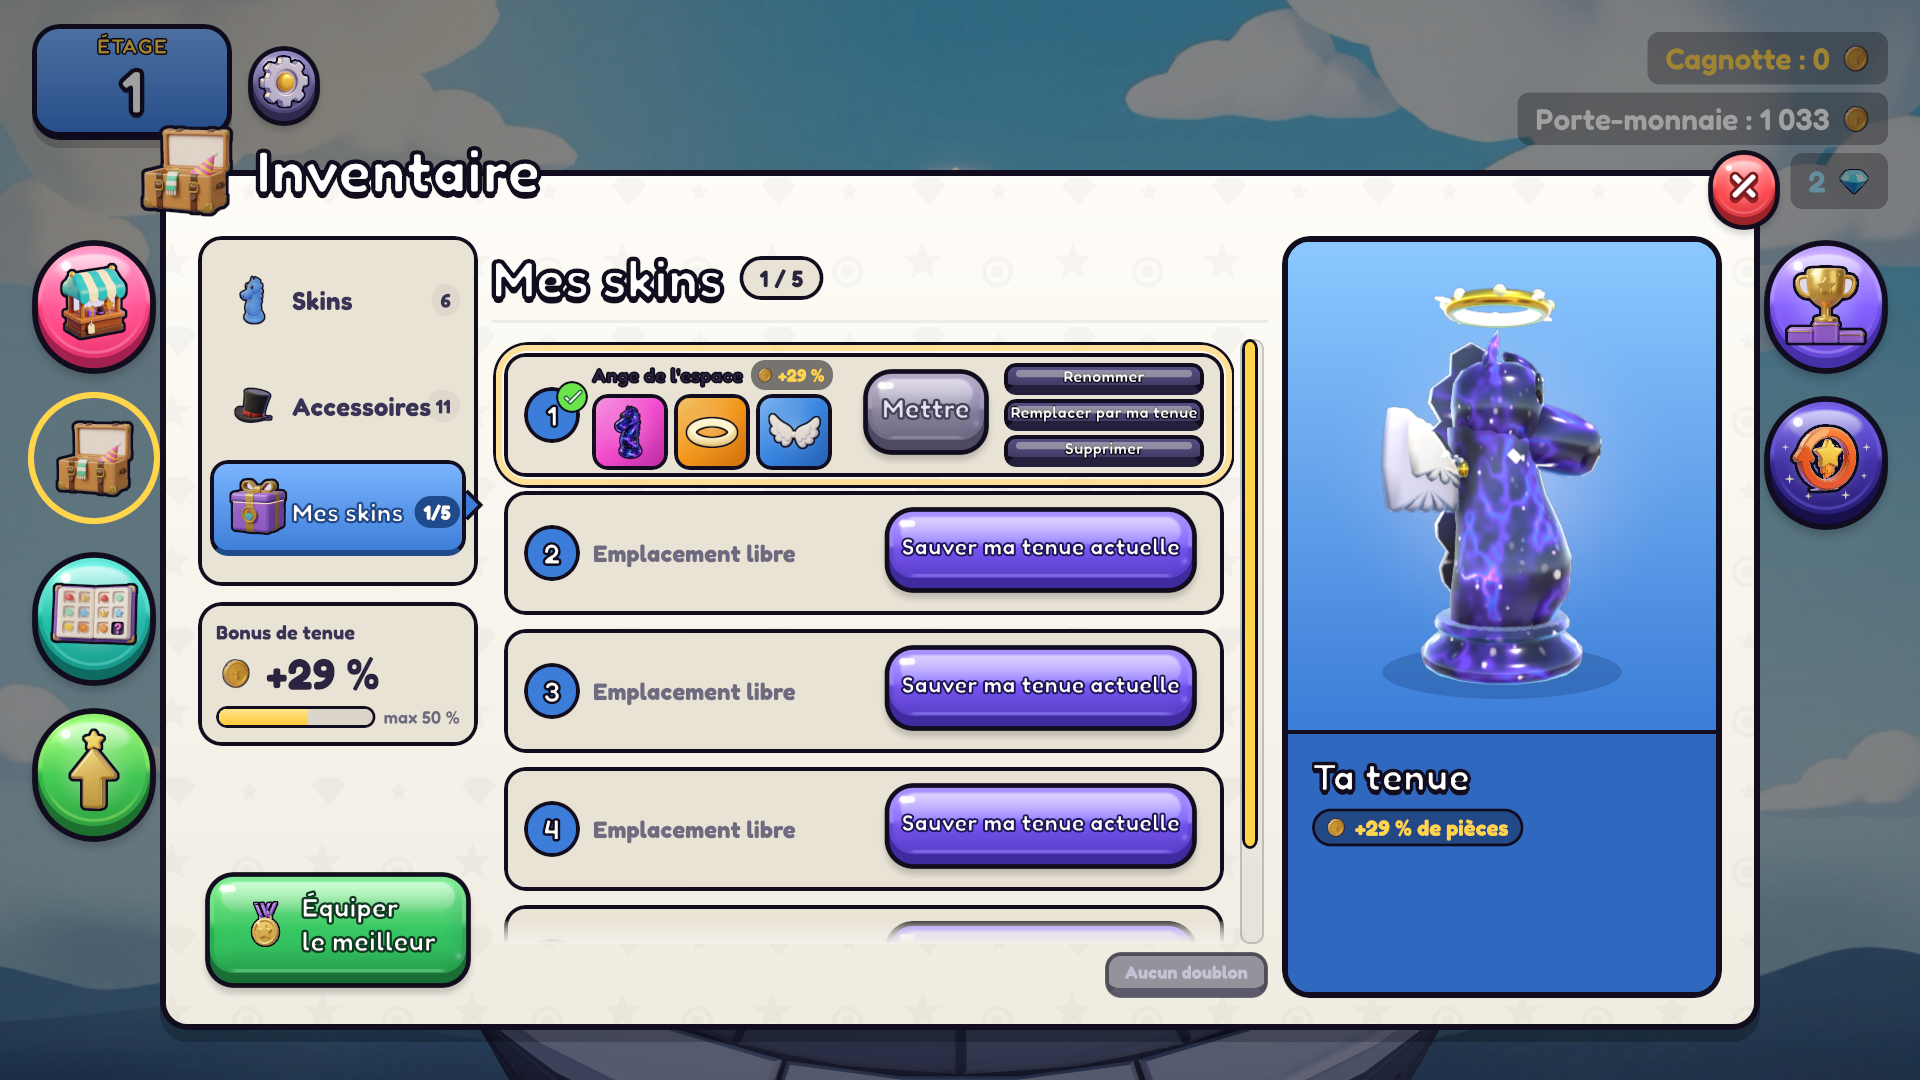 ÉTAGE
1
Cagnotte : 0
Porte-monnaie : 1 033
2
Inventaire
Skins 6
Accessoires 11
Mes skins 1/5
Bonus de tenue
+29 %
max 50 %
Équiper
le meilleur
Mes skins 1 / 5
1
Ange de l'espace +29 %
Mettre
Renommer
Remplacer par ma tenue
Supprimer
2 Emplacement libre Sauver ma tenue actuelle
3 Emplacement libre Sauver ma tenue actuelle
4 Emplacement libre Sauver ma tenue actuelle
Aucun doublon
Ta tenue
+29 % de pièces